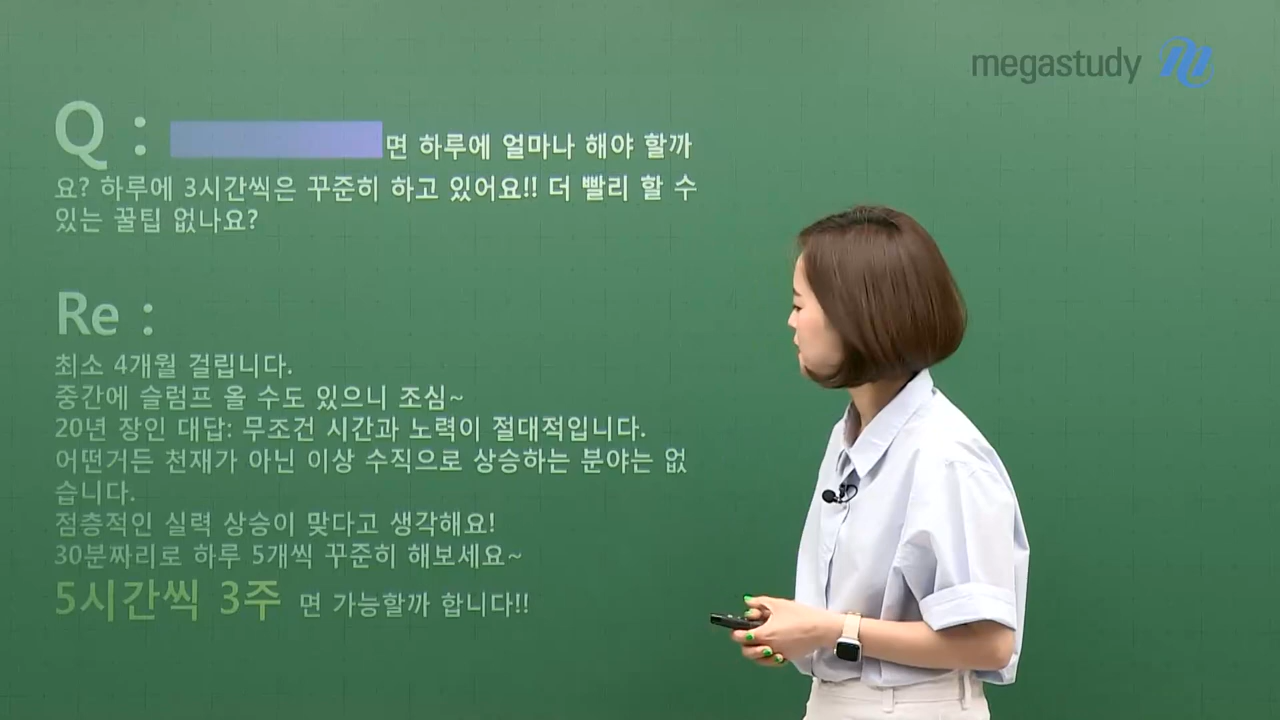 megastudy
Q : 면 하루에 얼마나 해야 할까
요? 하루에 3시간씩은 꾸준히 하고 있어요!! 더 빨리 할 수
있는 꿀팁 없나요?
Re :
최소 4개월 걸립니다.
중간에 슬럼프 올 수도 있으니 조심~
20년 장인 대답: 무조건 시간과 노력이 절대적입니다.
어떤거든 천재가 아닌 이상 수직으로 상승하는 분야는 없
습니다.
점층적인 실력 상승이 맞다고 생각해요!
30분짜리로 하루 5개씩 꾸준히 해보세요~
5시간씩 3주 면 가능할까 합니다!!